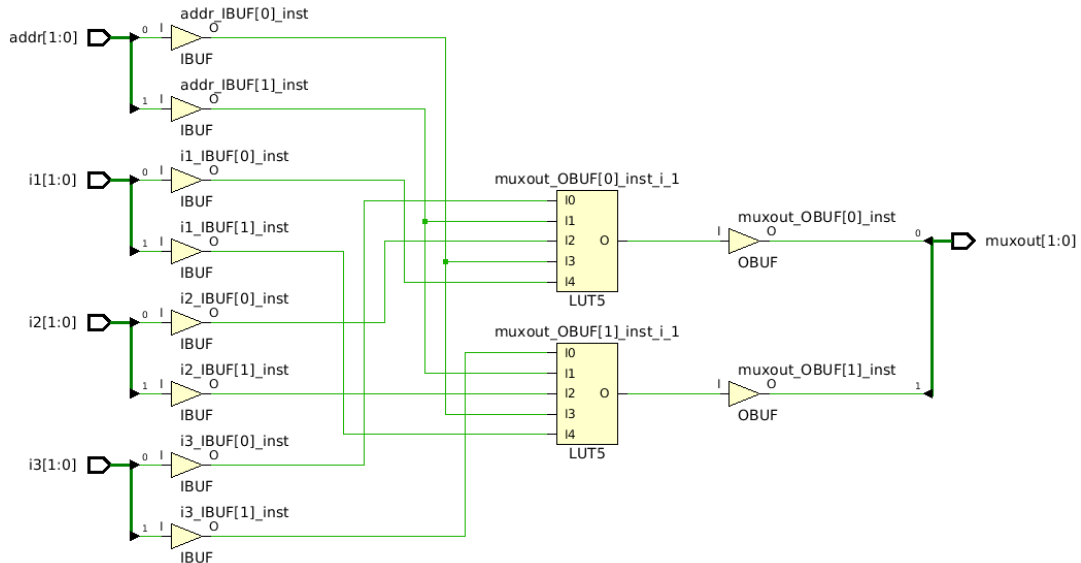 addr_IBUF[0]_inst
addr[1:0]
0
I
O
IBUF
addr_IBUF[1]_inst
1
I
O
IBUF
i1_IBUF[0]_inst
i1[1:0]
0
I
O
IBUF
i1_IBUF[1]_inst
1
I
O
IBUF
i2_IBUF[0]_inst
i2[1:0]
0
I
O
IBUF
i2_IBUF[1]_inst
1
I
O
IBUF
i3_IBUF[0]_inst
i3[1:0]
0
I
O
IBUF
i3_IBUF[1]_inst
1
I
O
IBUF
muxout_OBUF[0]_inst_i_1
I0
I1
I2
I3
I4
O
LUT5
muxout_OBUF[1]_inst_i_1
I0
I1
I2
I3
I4
O
LUT5
muxout_OBUF[0]_inst
I
O
OBUF
0
muxout[1:0]
muxout_OBUF[1]_inst
I
O
OBUF
1